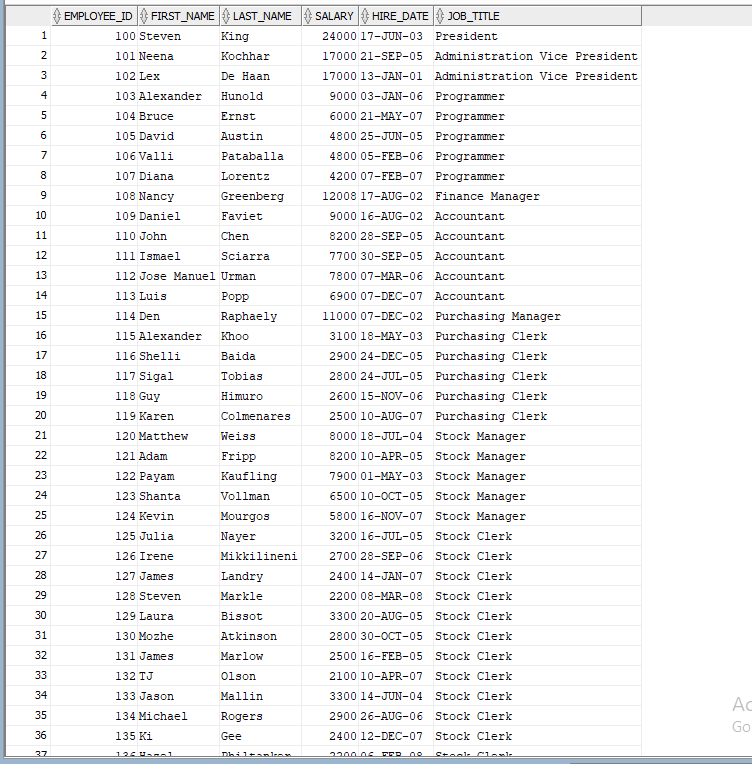 EMPLOYEE_ID FIRST_NAME LAST_NAME SALARY HIRE_DATE JOB_TITLE
1 100 Steven King 24000 17-JUN-03 President
2 101 Neena Kochhar 17000 21-SEP-05 Administration Vice President
3 102 Lex De Haan 17000 13-JAN-01 Administration Vice President
4 103 Alexander Hunold 9000 03-JAN-06 Programmer
5 104 Bruce Ernst 6000 21-MAY-07 Programmer
6 105 David Austin 4800 25-JUN-05 Programmer
7 106 Valli Pataballa 4800 05-FEB-06 Programmer
8 107 Diana Lorentz 4200 07-FEB-07 Programmer
9 108 Nancy Greenberg 12008 17-AUG-02 Finance Manager
10 109 Daniel Faviet 9000 16-AUG-02 Accountant
11 110 John Chen 8200 28-SEP-05 Accountant
12 111 Ismael Sciarra 7700 30-SEP-05 Accountant
13 112 Jose Manuel Urman 7800 07-MAR-06 Accountant
14 113 Luis Popp 6900 07-DEC-07 Accountant
15 114 Den Raphaely 11000 07-DEC-02 Purchasing Manager
16 115 Alexander Khoo 3100 18-MAY-03 Purchasing Clerk
17 116 Shelli Baida 2900 24-DEC-05 Purchasing Clerk
18 117 Sigal Tobias 2800 24-JUL-05 Purchasing Clerk
19 118 Guy Himuro 2600 15-NOV-06 Purchasing Clerk
20 119 Karen Colmenares 2500 10-AUG-07 Purchasing Clerk
21 120 Matthew Weiss 8000 18-JUL-04 Stock Manager
22 121 Adam Fripp 8200 10-APR-05 Stock Manager
23 122 Payam Kaufling 7900 01-MAY-03 Stock Manager
24 123 Shanta Vollman 6500 10-OCT-05 Stock Manager
25 124 Kevin Mourgos 5800 16-NOV-07 Stock Manager
26 125 Julia Nayer 3200 16-JUL-05 Stock Clerk
27 126 Irene Mikkilineni 2700 28-SEP-06 Stock Clerk
28 127 James Landry 2400 14-JAN-07 Stock Clerk
29 128 Steven Markle 2200 08-MAR-08 Stock Clerk
30 129 Laura Bissot 3300 20-AUG-05 Stock Clerk
31 130 Mozhe Atkinson 2800 30-OCT-05 Stock Clerk
32 131 James Marlow 2500 16-FEB-05 Stock Clerk
33 132 TJ Olson 2100 10-APR-07 Stock Clerk
34 133 Jason Mallin 3300 14-JUN-04 Stock Clerk
35 134 Michael Rogers 2900 26-AUG-06 Stock Clerk
36 135 Ki Gee 2400 12-DEC-07 Stock Clerk
37 136 Hazel Philtanker 2200 06-FEB-08 Stock Clerk
Ac
Go